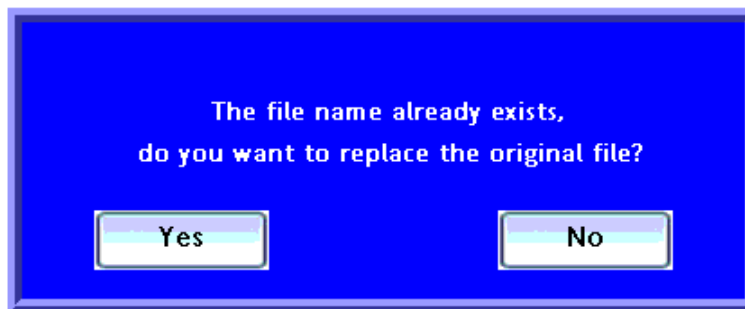 The file name already exists,
do you want to replace the original file?
Yes
No